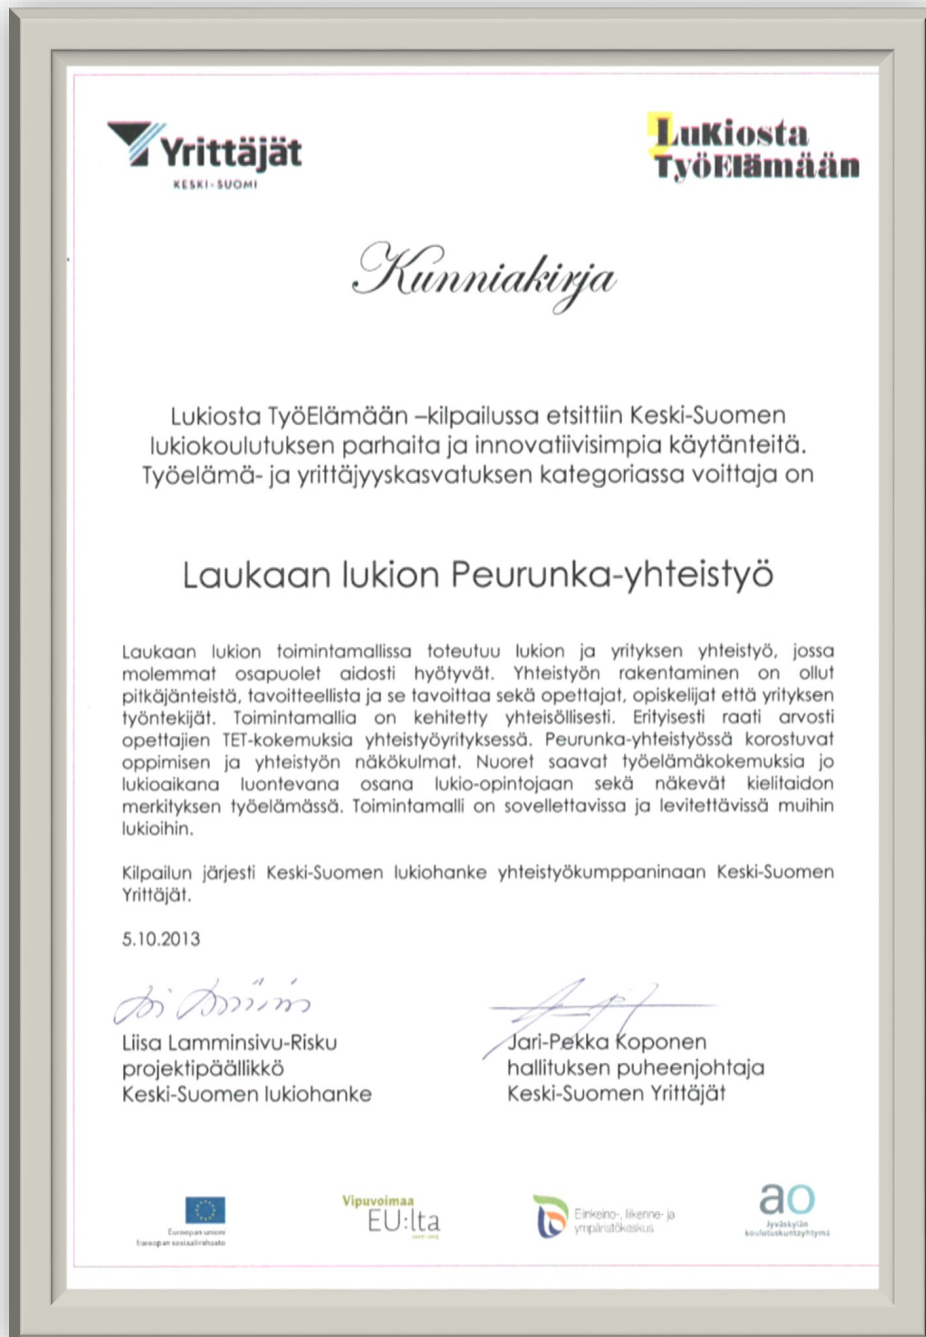 Yrittäjät
KESKI-SUOMI
LuKiosta
TyöElämään
Kunniakirja
Lukiosta TyöElämään –kilpailussa etsittiin Keski-Suomen
lukiokoulutuksen parhaita ja innovatiivisimpia käytänteitä.
Työelämä- ja yrittäjyyskasvatuksen kategoriassa voittaja on
Laukaan lukion Peurunka-yhteistyö
Laukaan lukion toimintamallissa toteutuu lukion ja yrityksen yhteistyö, jossa
molemmat osapuolet aidosti hyötyvät. Yhteistyön rakentaminen on ollut
pitkäjänteistä, tavoitteellista ja se tavoittaa sekä opettajat, opiskelijat että yrityksen
työntekijät. Toimintamallia on kehitetty yhteisöllisesti. Erityisesti raati arvosti
opettajien TET-kokemuksia yhteistyöyrityksessä. Peurunka-yhteistyössä korostuvat
oppimisen ja yhteistyön näkökulmat. Nuoret saavat työelämäkokemuksia jo
lukioaikana luontevana osana lukio-opintojaan sekä näkevät kielitaidon
merkityksen työelämässä. Toimintamalli on sovellettavissa ja levitettävissä muihin
lukioihin.
Kilpailun järjesti Keski-Suomen lukiohanke yhteistyökumppaninaan Keski-Suomen
Yrittäjät.
5.10.2013
Liisa Lamminsivu-Risku
projektipäällikkö
Keski-Suomen lukiohanke
Jari-Pekka Koponen
hallituksen puheenjohtaja
Keski-Suomen Yrittäjät
Euroopan unioni
Euroopan sosiaalirahasto
Vipuvoimaa
EU:lta
2007–2013
Elinkeino-, liikenne- ja
ympäristökeskus
ao
Jyväskylän
koulutuskuntayhtymä